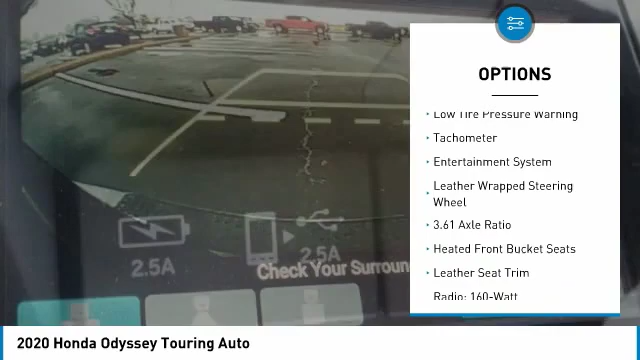 OPTIONS
Low Tire Pressure Warning
Tachometer
Entertainment System
Leather Wrapped Steering
Wheel
3.61 Axle Ratio
Heated Front Bucket Seats
Leather Seat Trim
Radio: 160-Watt
2.5A
2.5A
Check Your Surroun
2020 Honda Odyssey Touring Auto